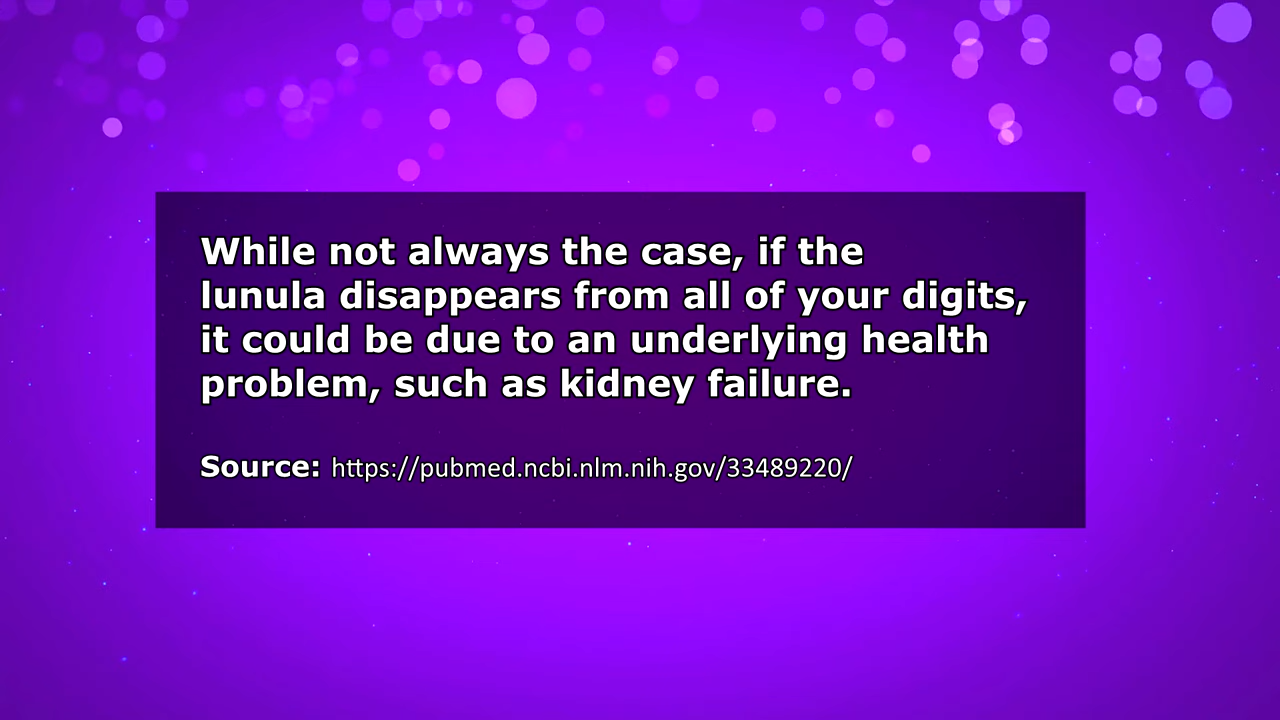 While not always the case, if the
lunula disappears from all of your digits,
it could be due to an underlying health
problem, such as kidney failure.
Source: https://pubmed.ncbi.nlm.nih.gov/33489220/